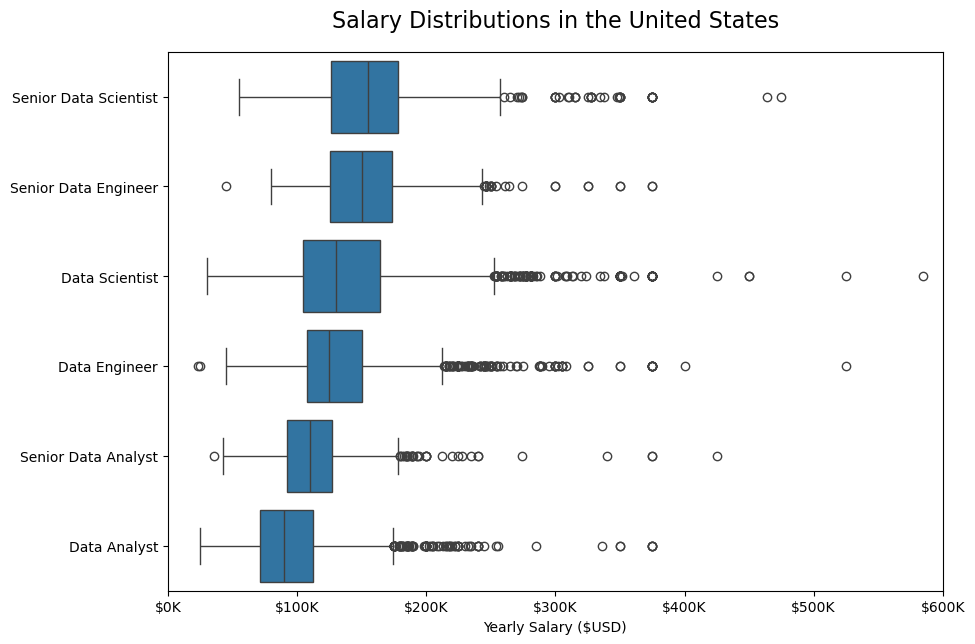 Salary Distributions in the United States
Senior Data Scientist
Senior Data Engineer
Data Scientist
Data Engineer
Senior Data Analyst
Data Analyst
$0K $100K $200K $300K $400K $500K $600K
Yearly Salary ($USD)